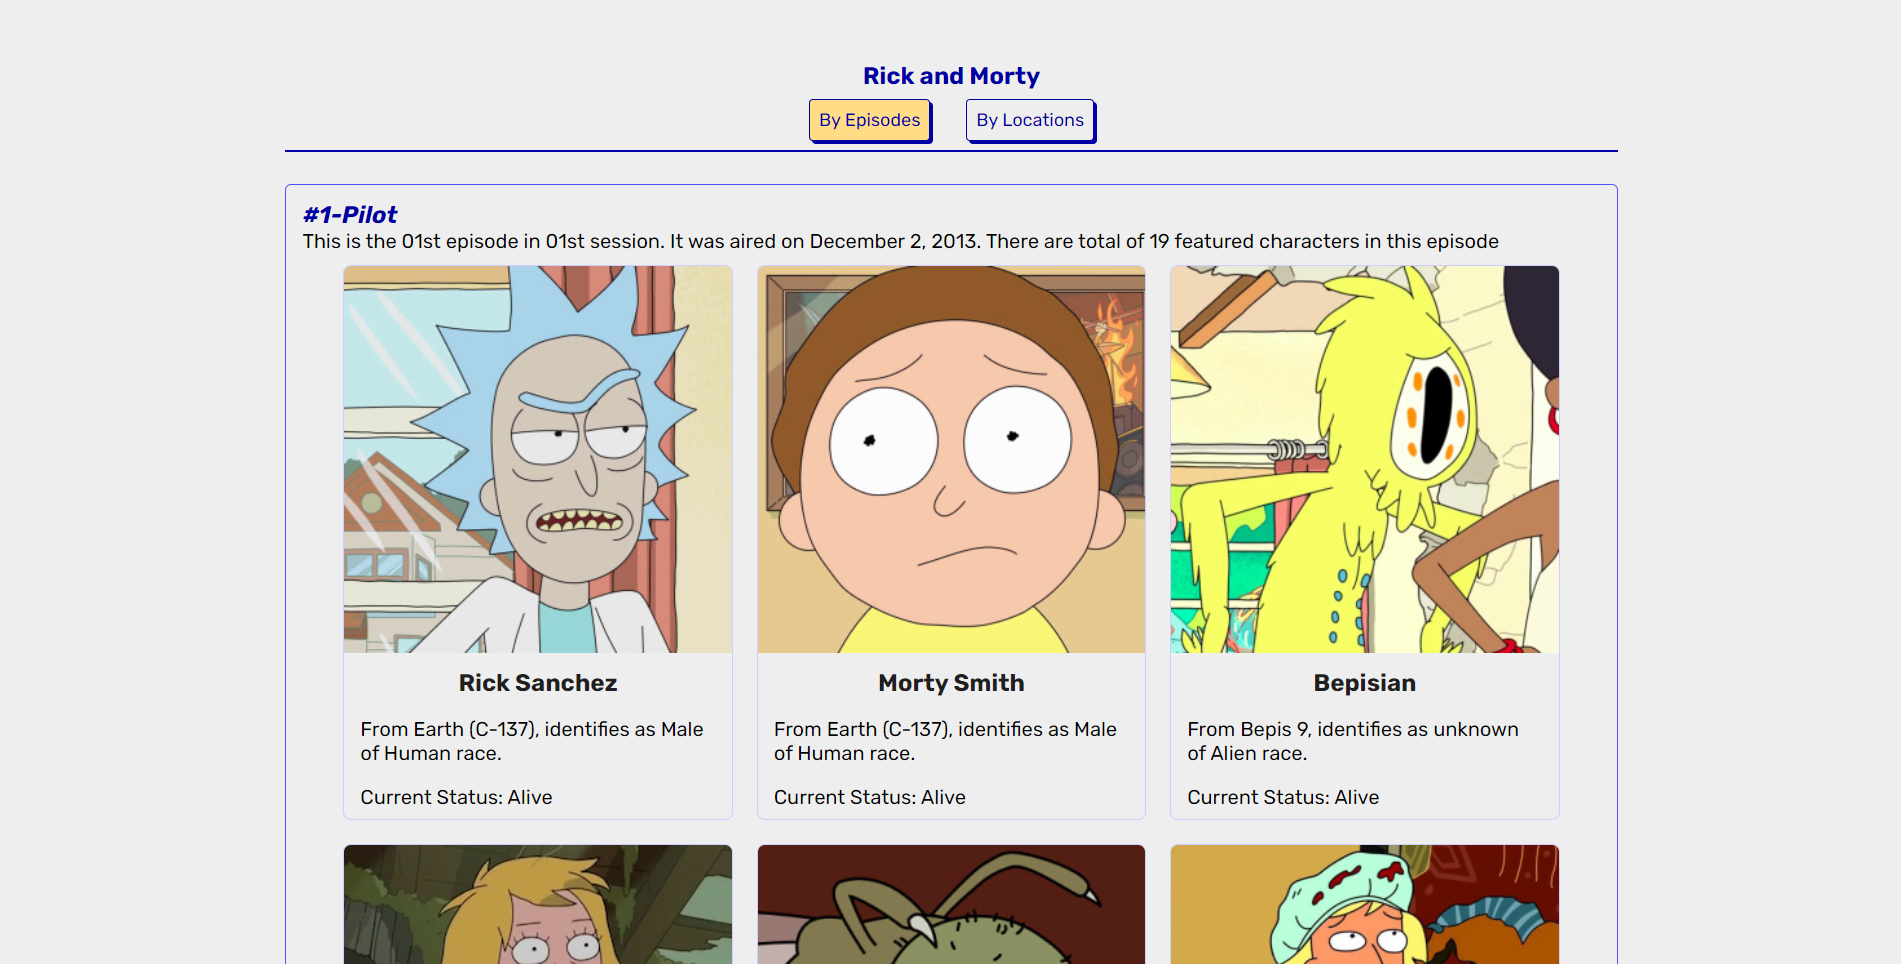 Rick and Morty
By Episodes By Locations
#1-Pilot
This is the 01st episode in 01st session. It was aired on December 2, 2013. There are total of 19 featured characters in this episode
Rick Sanchez
From Earth (C-137), identifies as Male
of Human race.
Current Status: Alive
Morty Smith
From Earth (C-137), identifies as Male
of Human race.
Current Status: Alive
Bepisian
From Bepis 9, identifies as unknown
of Alien race.
Current Status: Alive